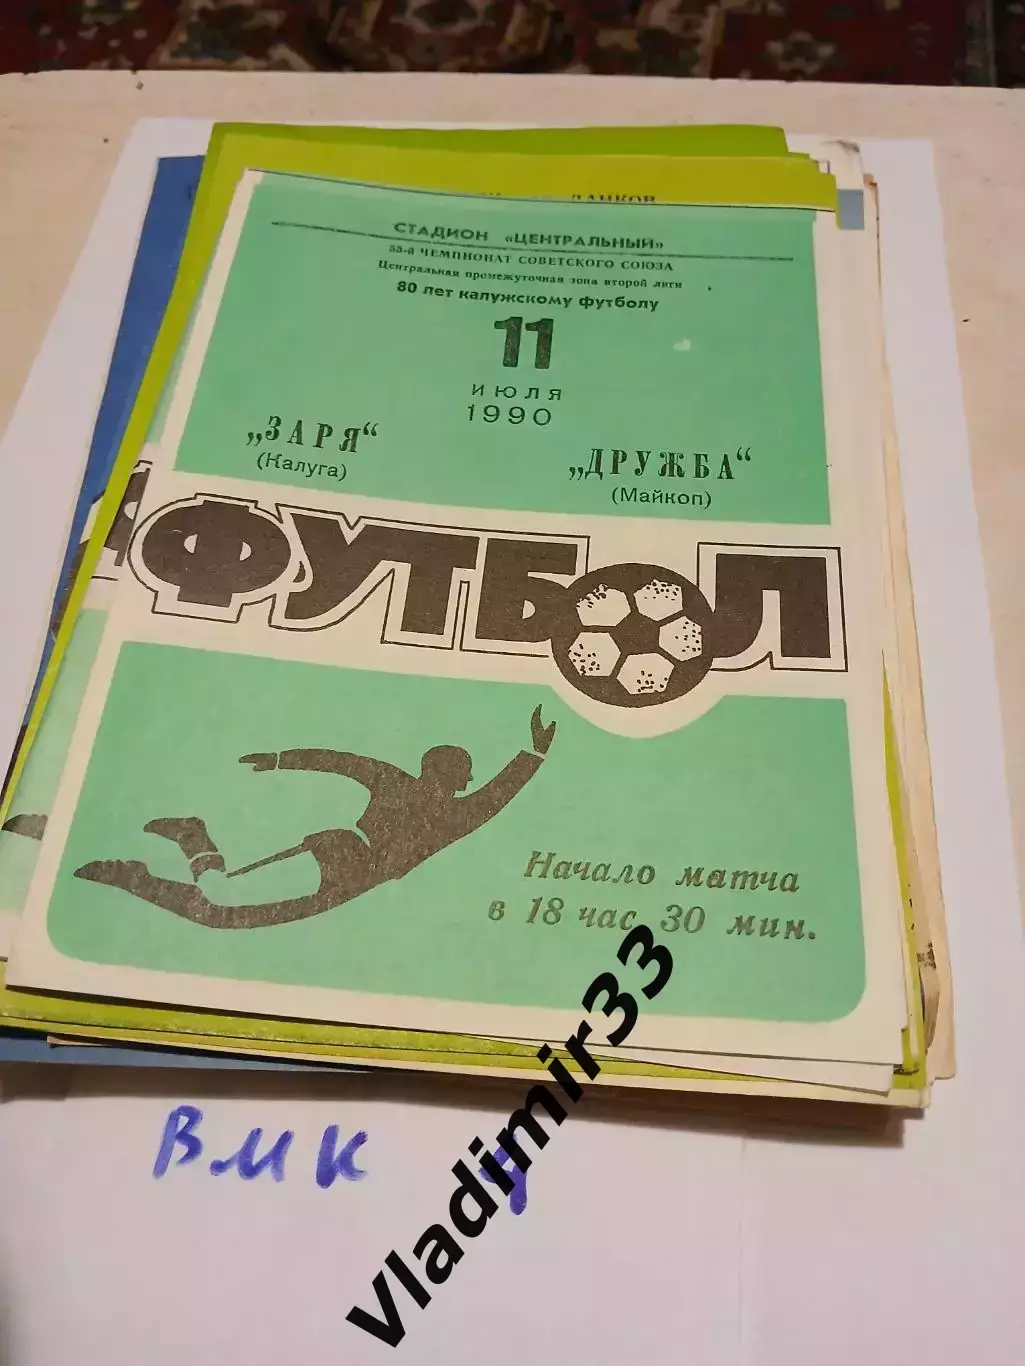 СТАДИОН «ЦЕНТРАЛЬНЫЙ»
53-й ЧЕМПИОНАТ СОВЕТСКОГО СОЮЗА
Центральная промежуточная зона второй лиги
80 лет калужскому футболу
11
ИЮЛЯ
1990
„ЗАРЯ“
(Калуга)
„ДРУЖБА“
(Майкоп)
ФУТБОЛ
Начало матча
в 18 час. 30 мин.
вмк
Vladimir33